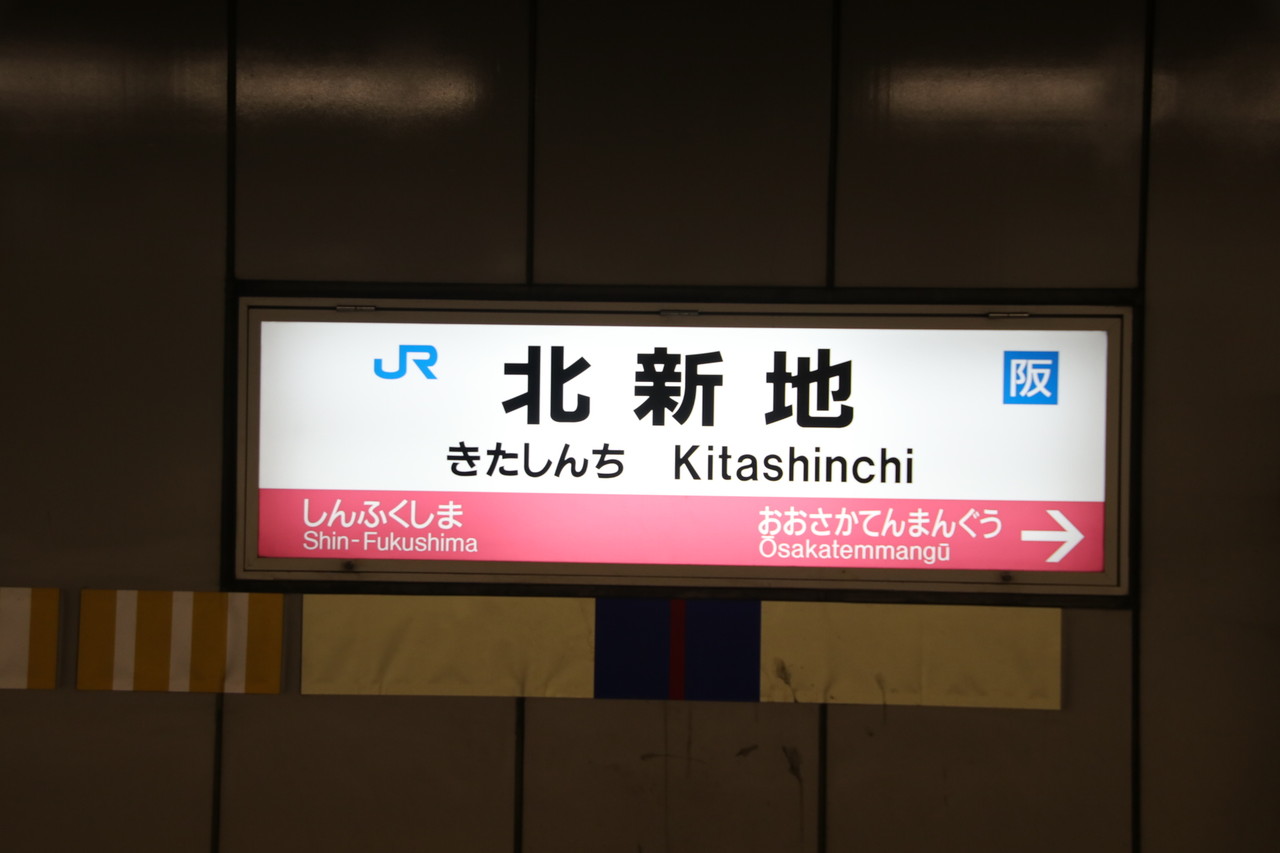 JR 北新地 阪
きたしんち Kitashinchi
しんふくしま おおさかてんまんぐう
Shin-Fukushima Ōsakatemmangū